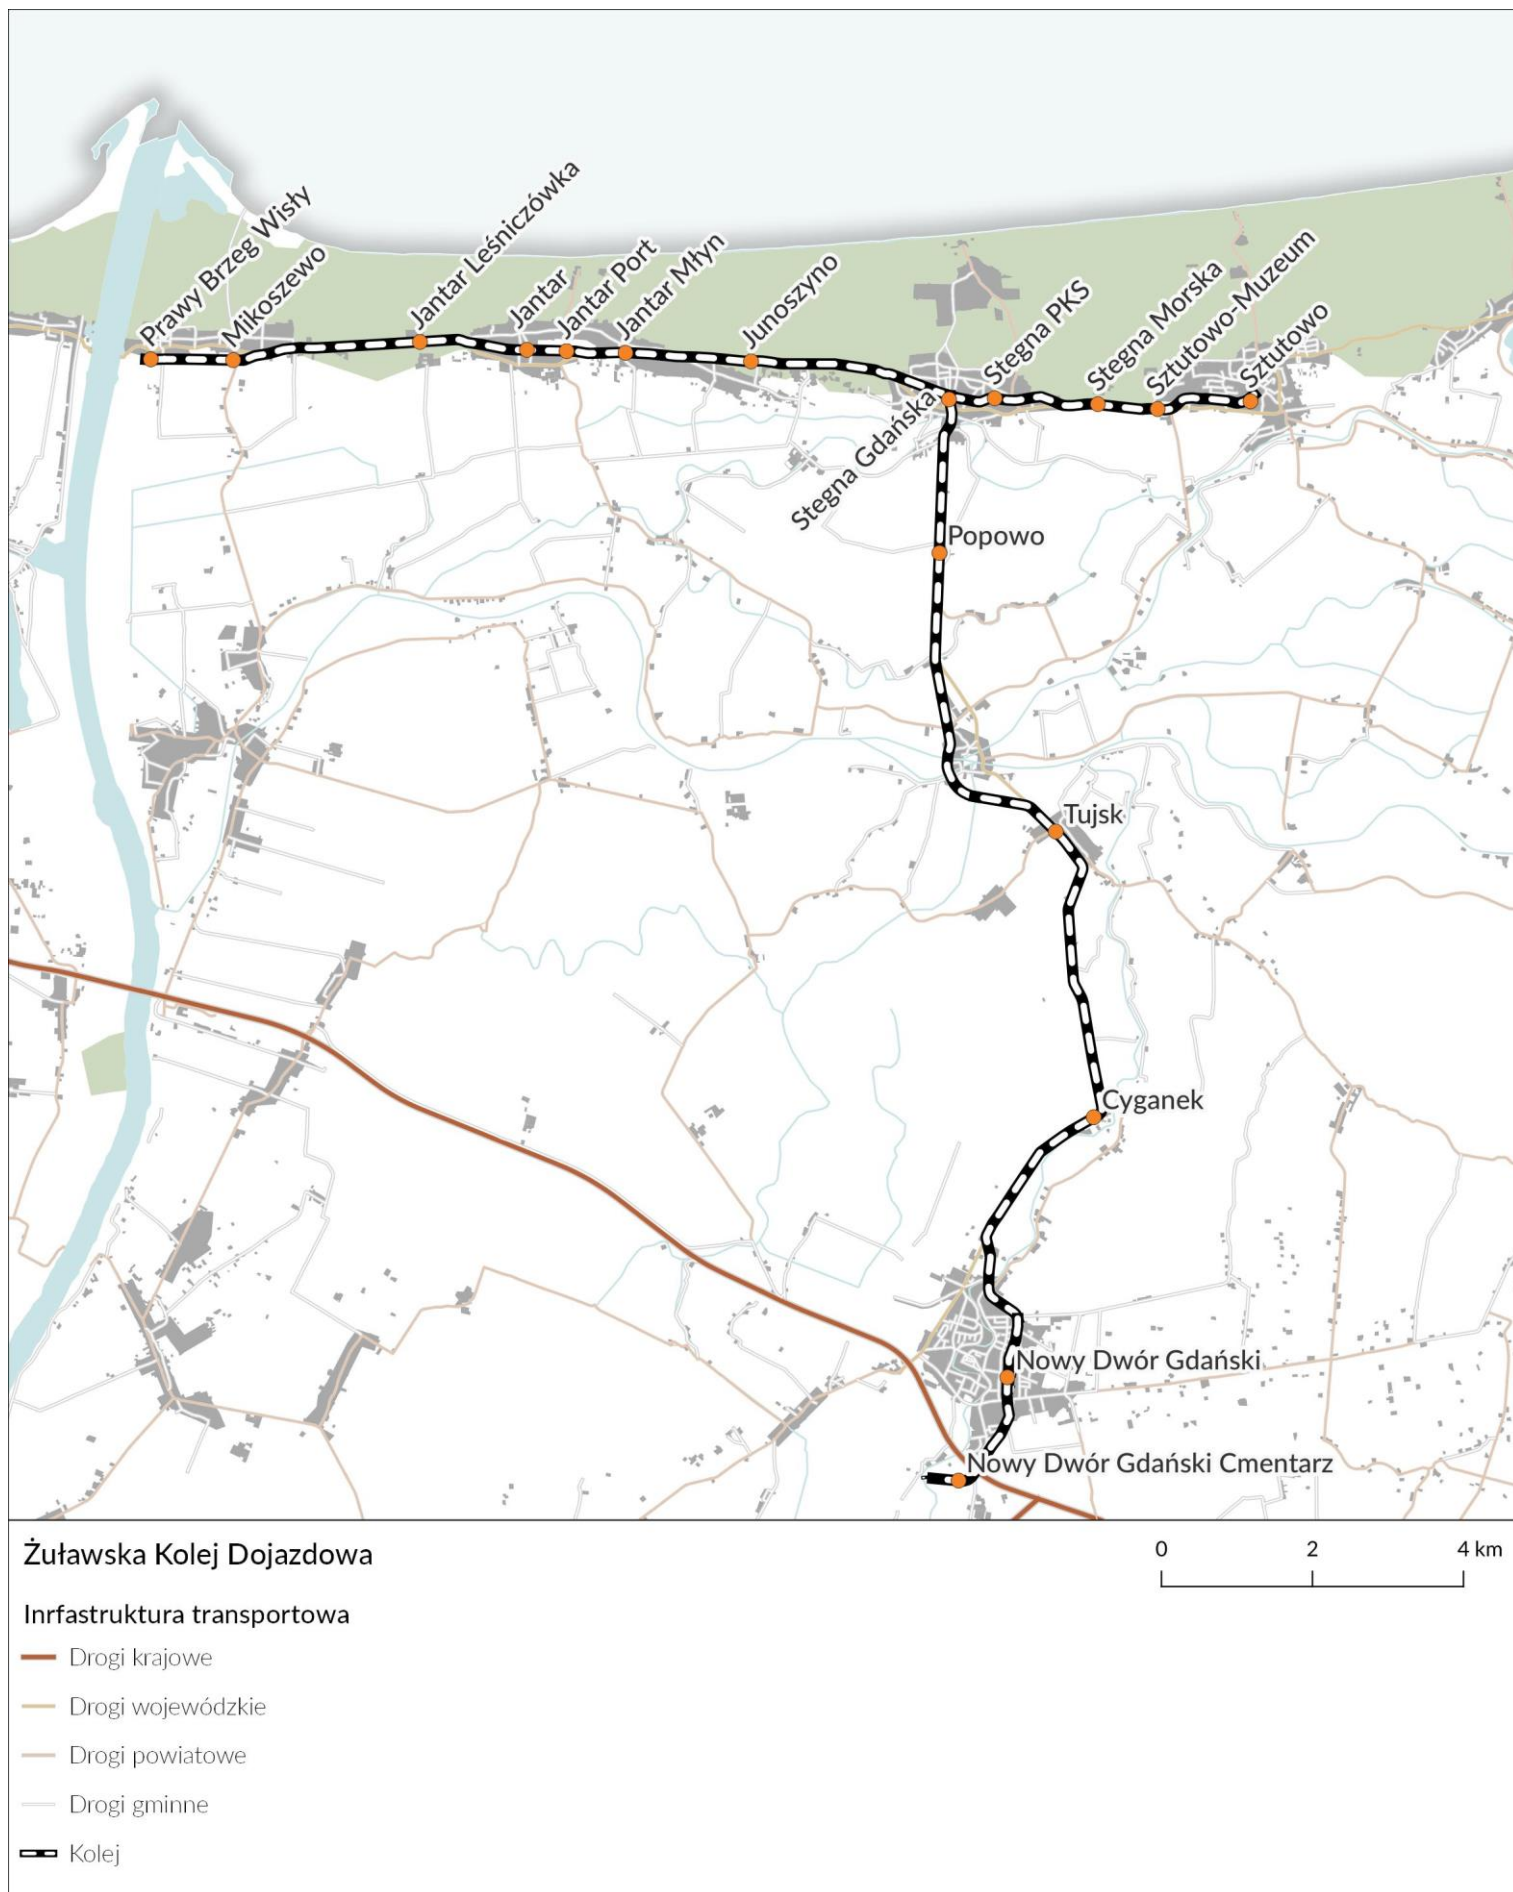 Prawy Brzeg Wisły
Mikoszewo
Jantar Leśniczówka
Jantar
Jantar Port
Jantar Młyn
Junoszyno
Stegna Gdańska
Stegna PKS
Stegna Morska
Sztutowo-Muzeum
Sztutowo
Popowo
Tujsk
Cyganek
Nowy Dwór Gdański
Nowy Dwór Gdański Cmentarz
Żuławska Kolej Dojazdowa
0 2 4 km
Inrfastruktura transportowa
Drogi krajowe
Drogi wojewódzkie
Drogi powiatowe
Drogi gminne
Kolej